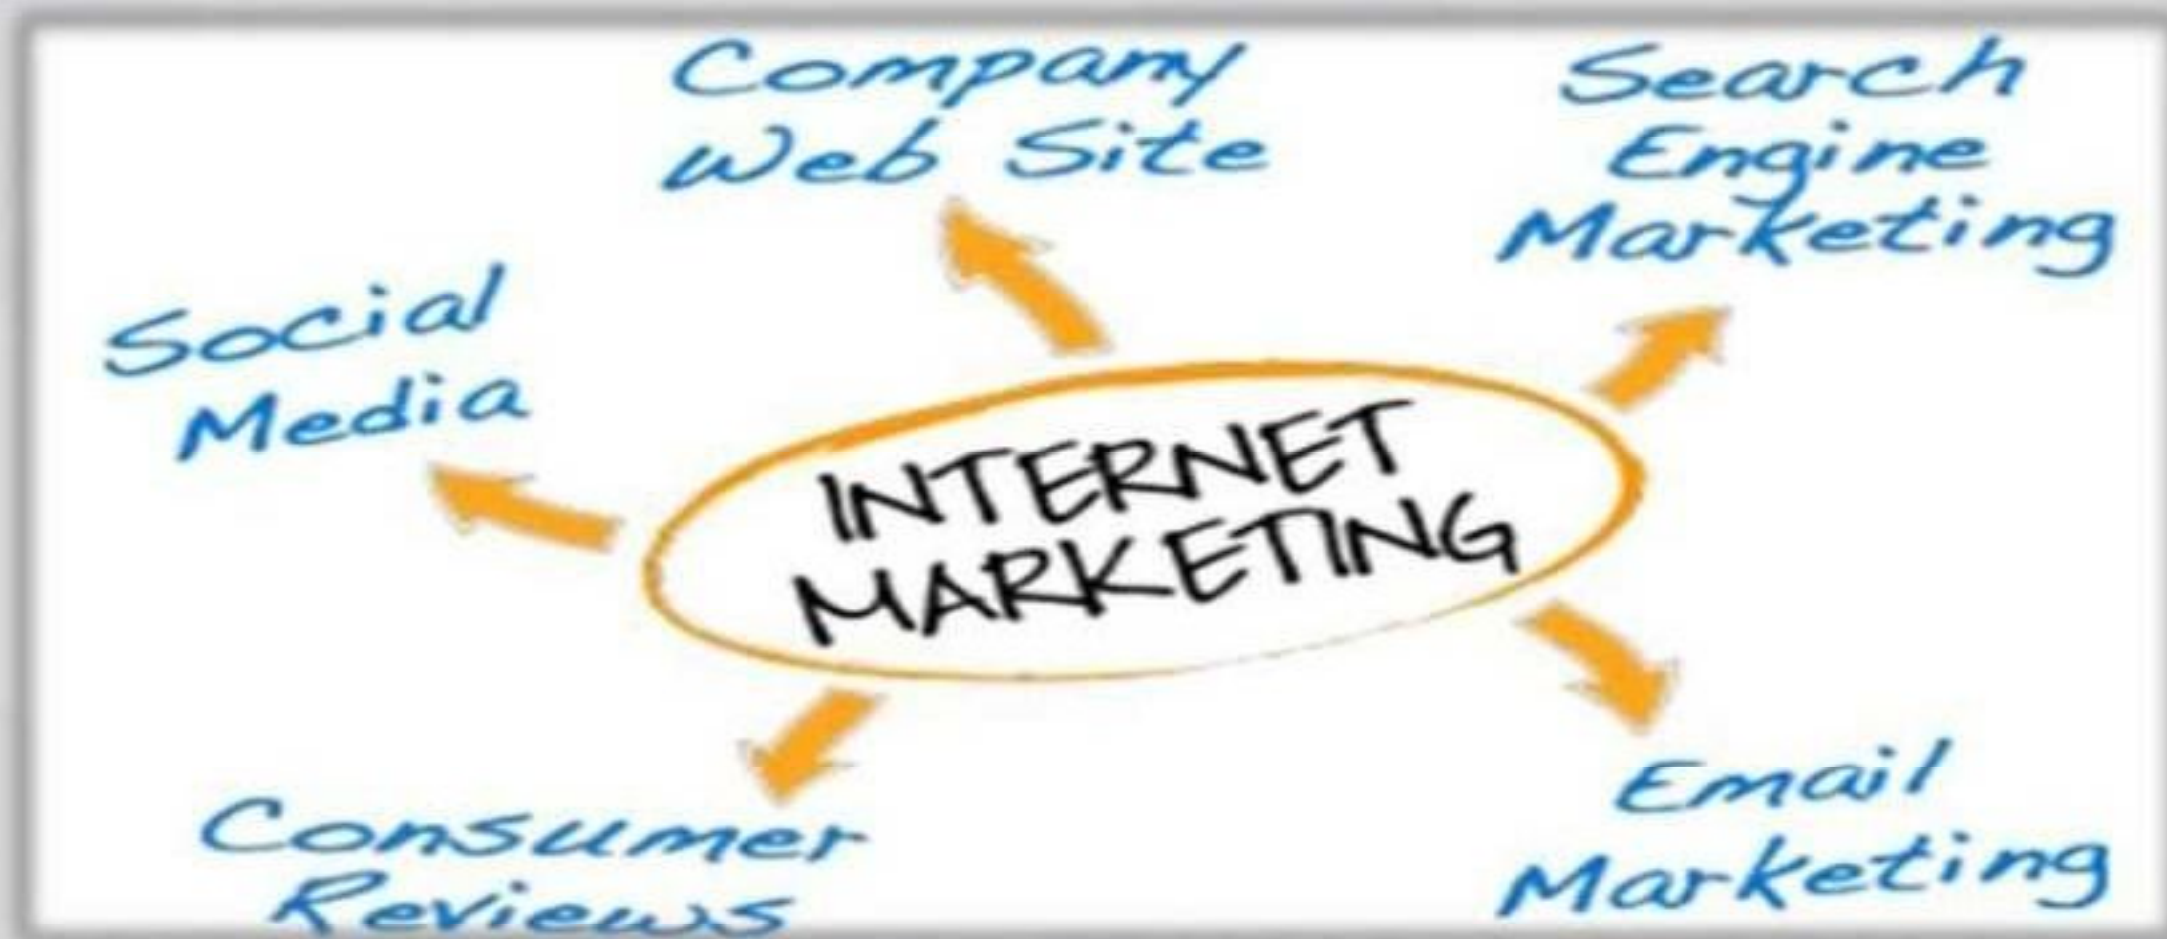 Company
Web Site
Search
Engine
Marketing
Social
Media
INTERNET
MARKETING
Consumer
Reviews
Email
Marketing